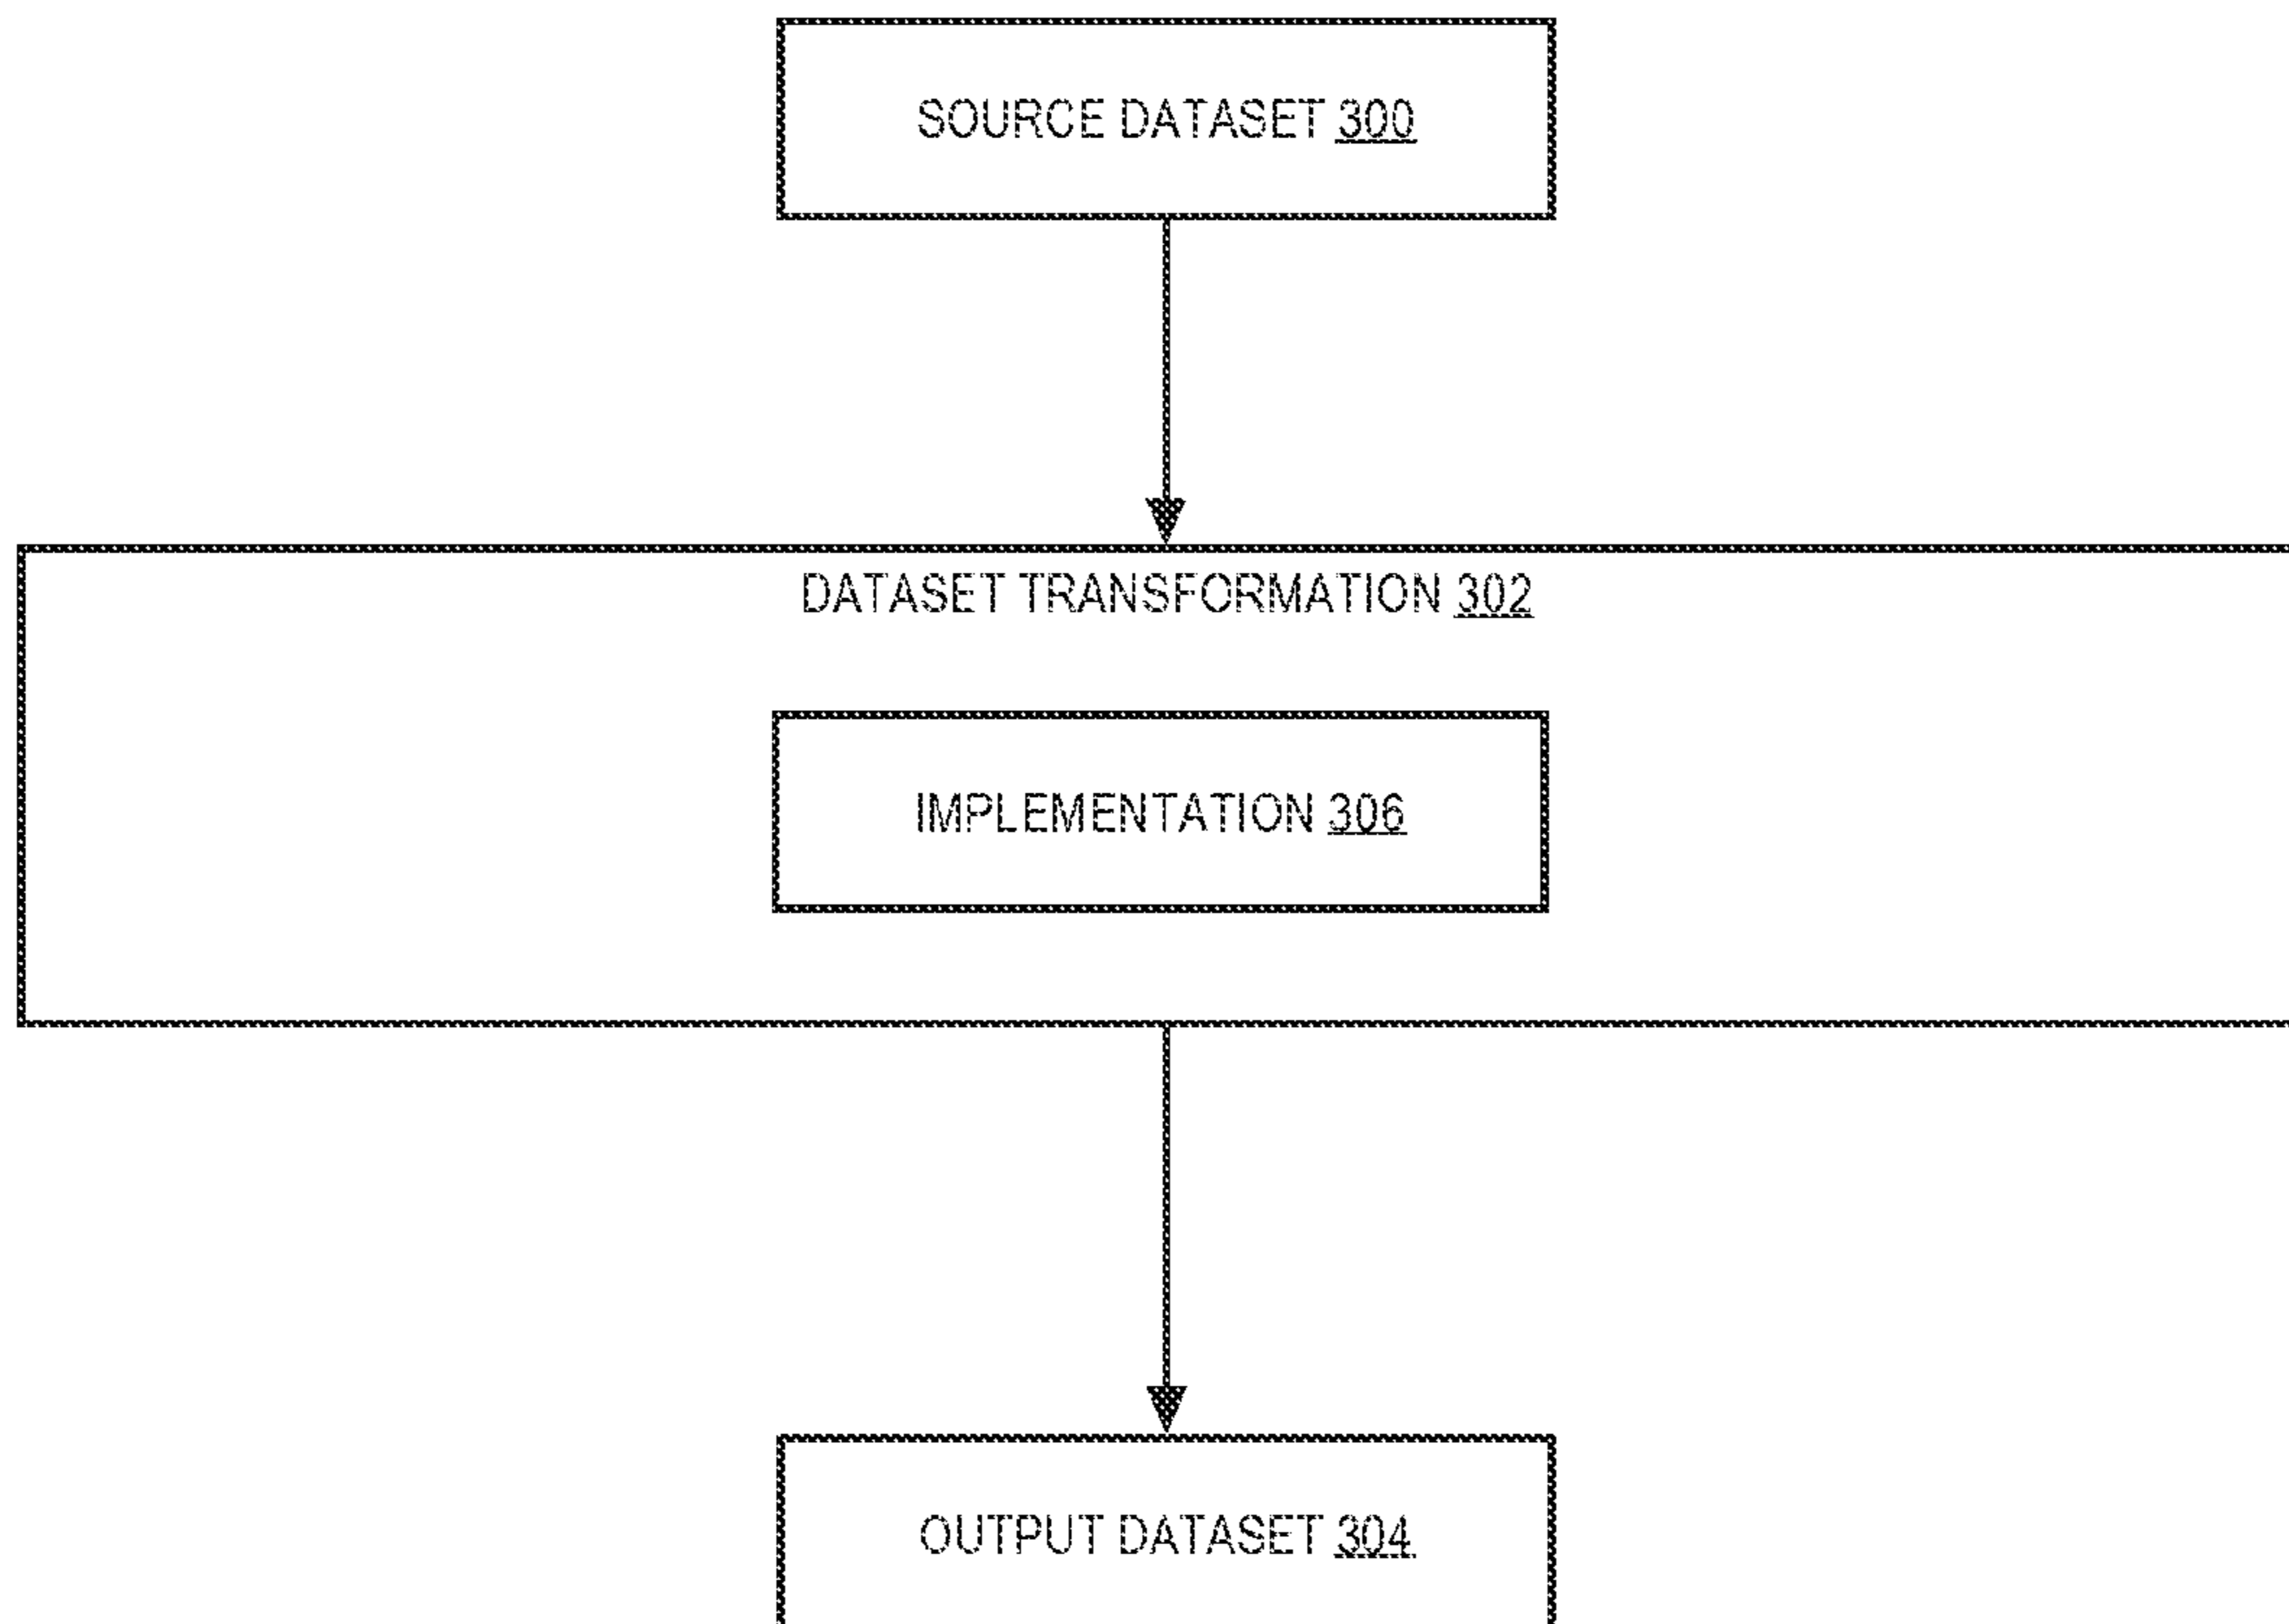 SOURCE DATASET 300
DATASET TRANSFORMATION 302
IMPLEMENTATION 306
OUTPUT DATASET 304